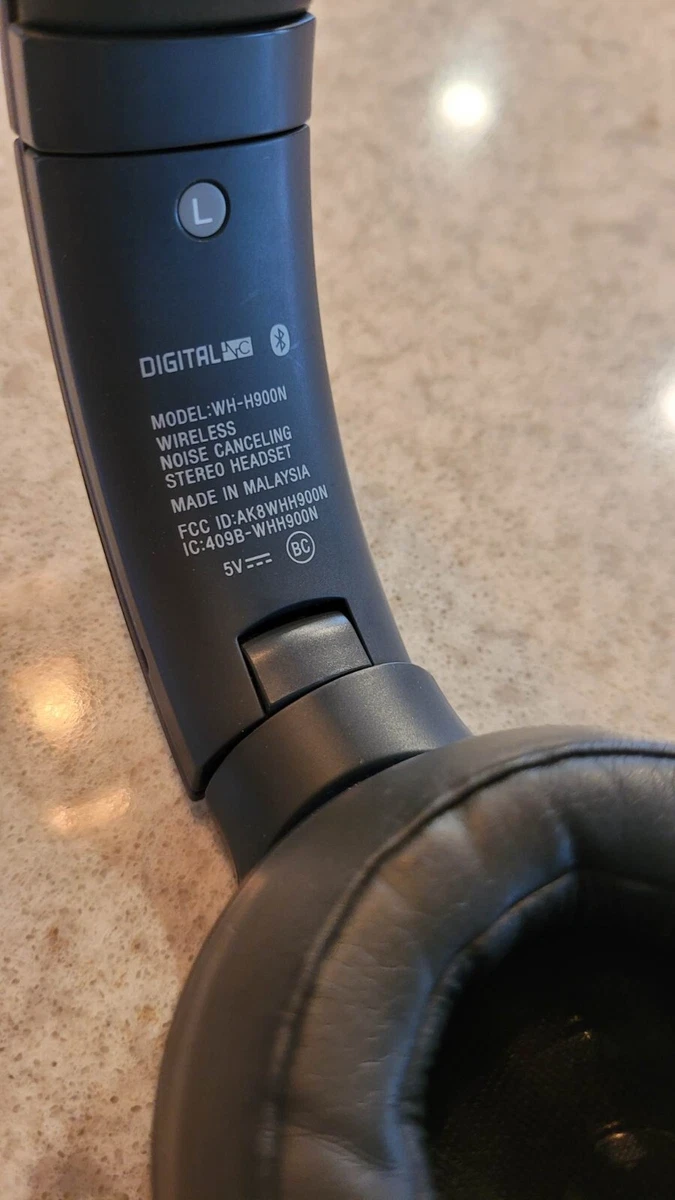 L
DIGITAL NC
MODEL:WH-H900N
WIRELESS
NOISE CANCELING
STEREO HEADSET
MADE IN MALAYSIA
FCC ID:AK8WHH900N
IC:409B-WHH900N
5V BC